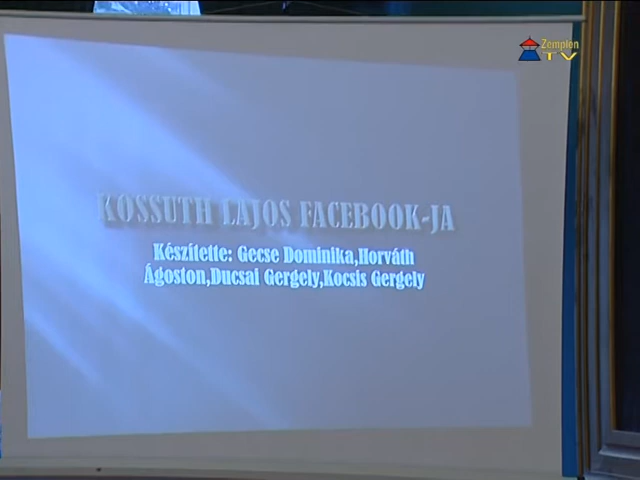 Zemplén
TV
KOSSUTH LAJOS FACEBOOK-JA
Készítette: Gecse Dominika,Horváth
Ágoston,Ducsai Gergely,Kocsis Gergely